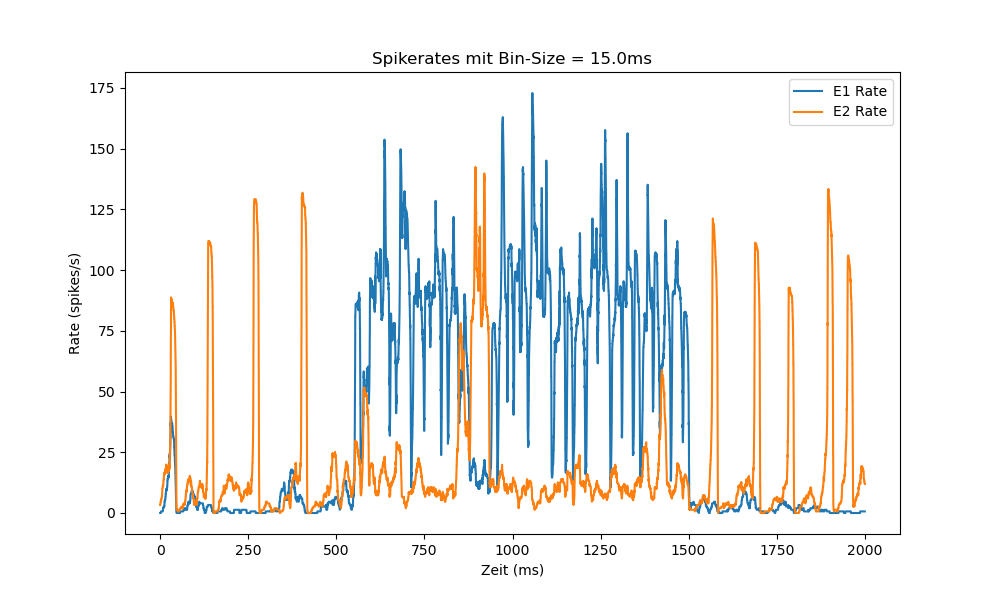 Spikerates mit Bin-Size = 15.0ms
E1 Rate
E2 Rate
175
150
125
100
75
50
25
0
Rate (spikes/s)
0 250 500 750 1000 1250 1500 1750 2000
Zeit (ms)